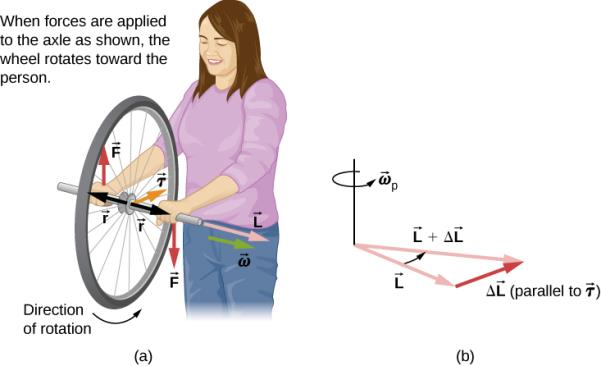 When forces are applied
to the axle as shown, the
wheel rotates toward the
person.
F⃗
τ⃗
r⃗
r⃗
L⃗
ω⃗
F⃗
Direction
of rotation
(a)
ω⃗p
L⃗ + ΔL⃗
L⃗
ΔL⃗ (parallel to τ⃗)
(b)